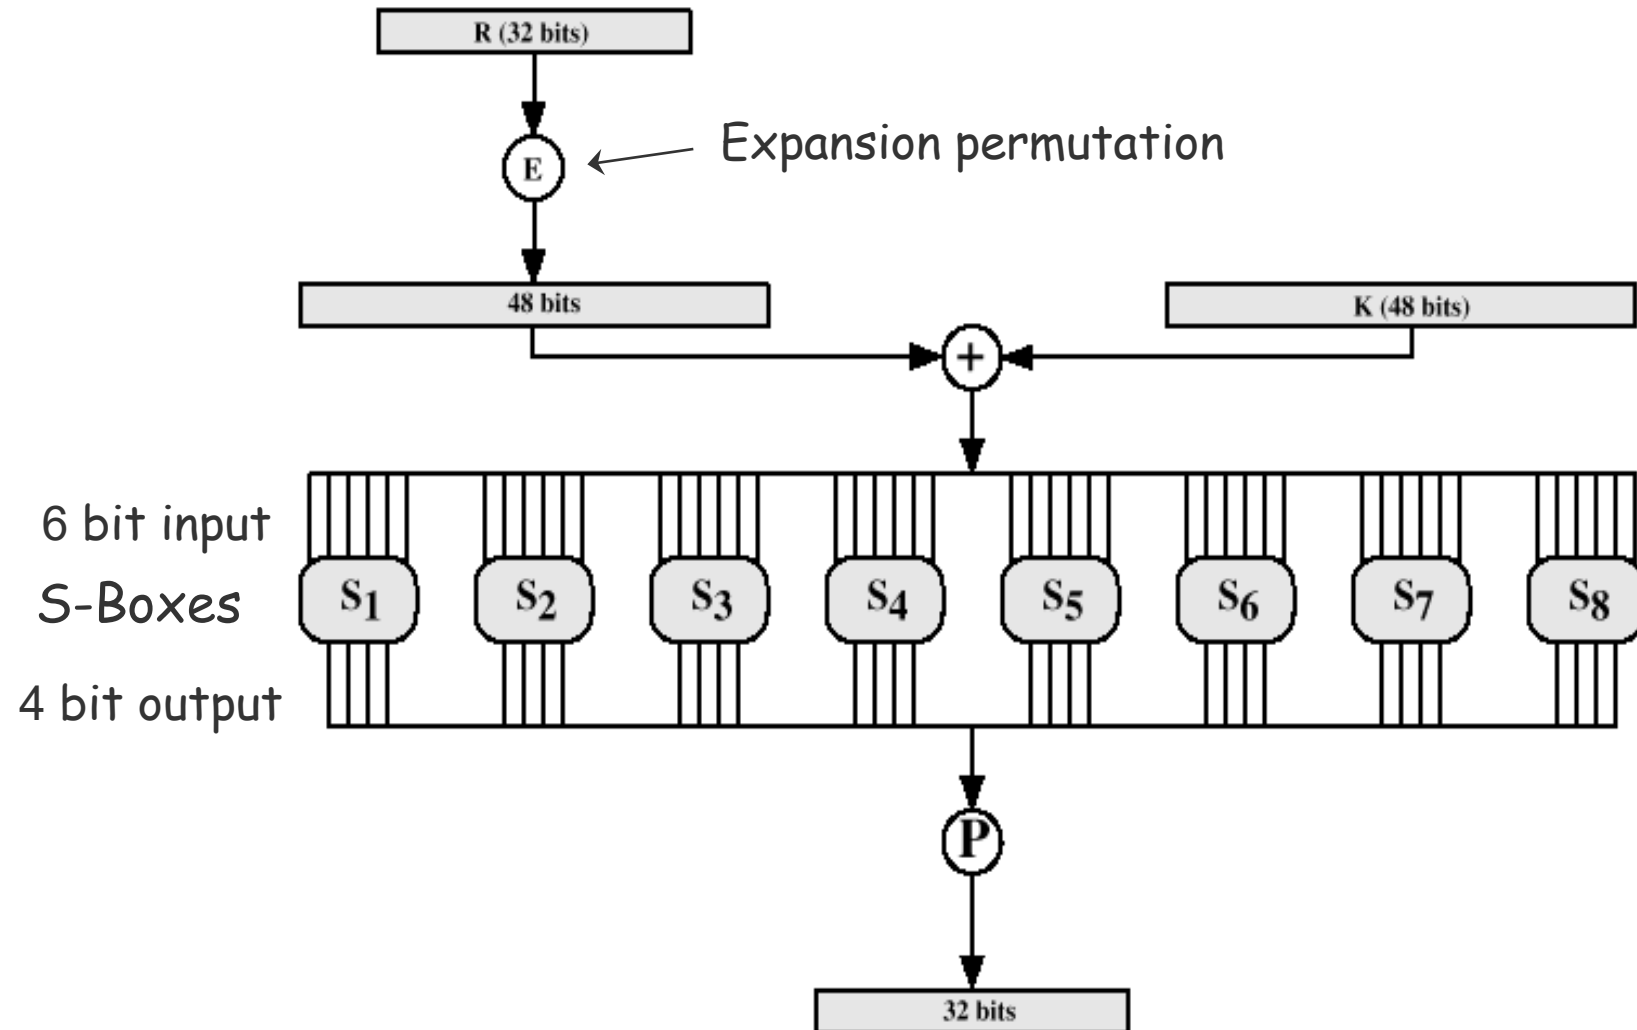 R (32 bits)
Expansion permutation
E
48 bits
K (48 bits)
+
6 bit input
S-Boxes
S1 S2 S3 S4 S5 S6 S7 S8
4 bit output
P
32 bits